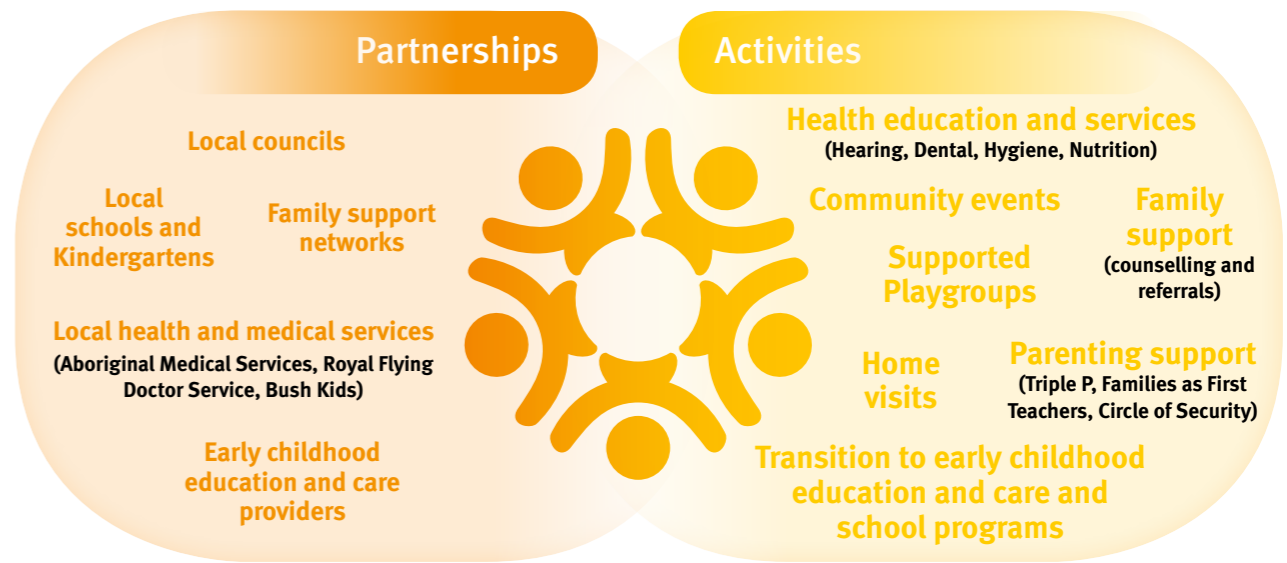 Partnerships
Local councils
Local
schools and
Kindergartens
Family support
networks
Local health and medical services
(Aboriginal Medical Services, Royal Flying
Doctor Service, Bush Kids)
Early childhood
education and care
providers
Activities
Health education and services
(Hearing, Dental, Hygiene, Nutrition)
Community events
Family
support
(counselling and
referrals)
Supported
Playgroups
Home
visits
Parenting support
(Triple P, Families as First
Teachers, Circle of Security)
Transition to early childhood
education and care and
school programs